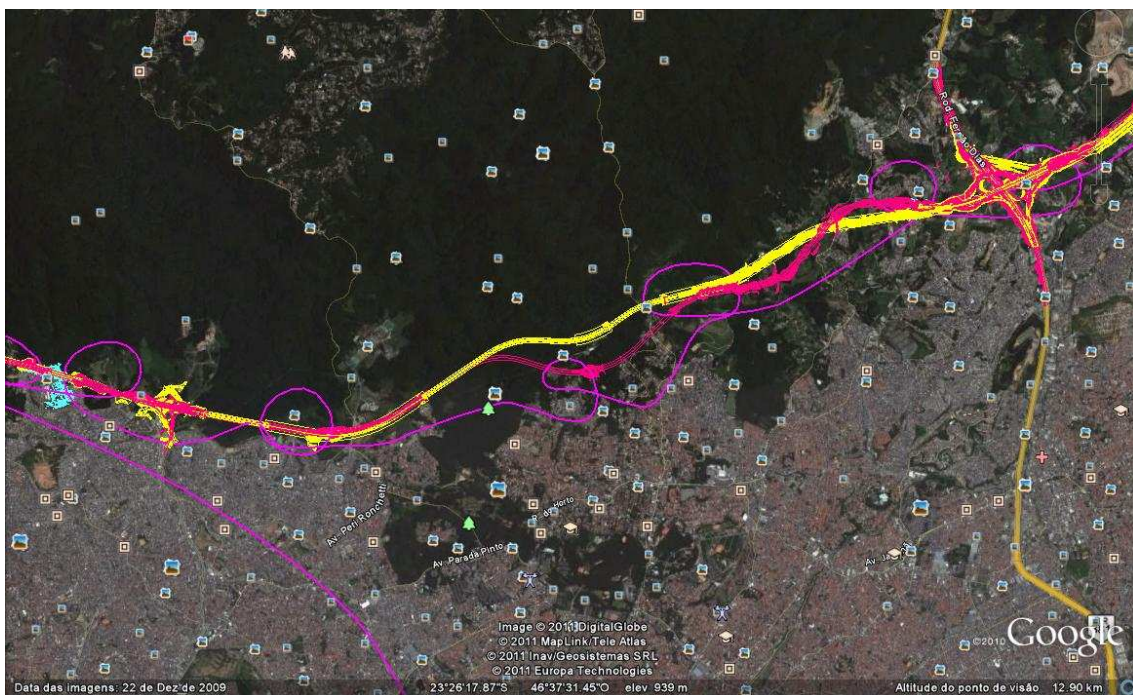 Rod. Fernão Dias
Av. Peri Ronchetti
do Horto
Av. Parada Pinto
Image © 2011 DigitalGlobe
© 2011 MapLink/Tele Atlas
© 2011 Inav/Geosistemas SRL
© 2011 Europa Technologies
©2010 Google
Data das imagens: 22 de Dez de 2009
23°26'17.87"S 46°37'31.45"O elev 939 m
Altitude do ponto de visão 12.90 km